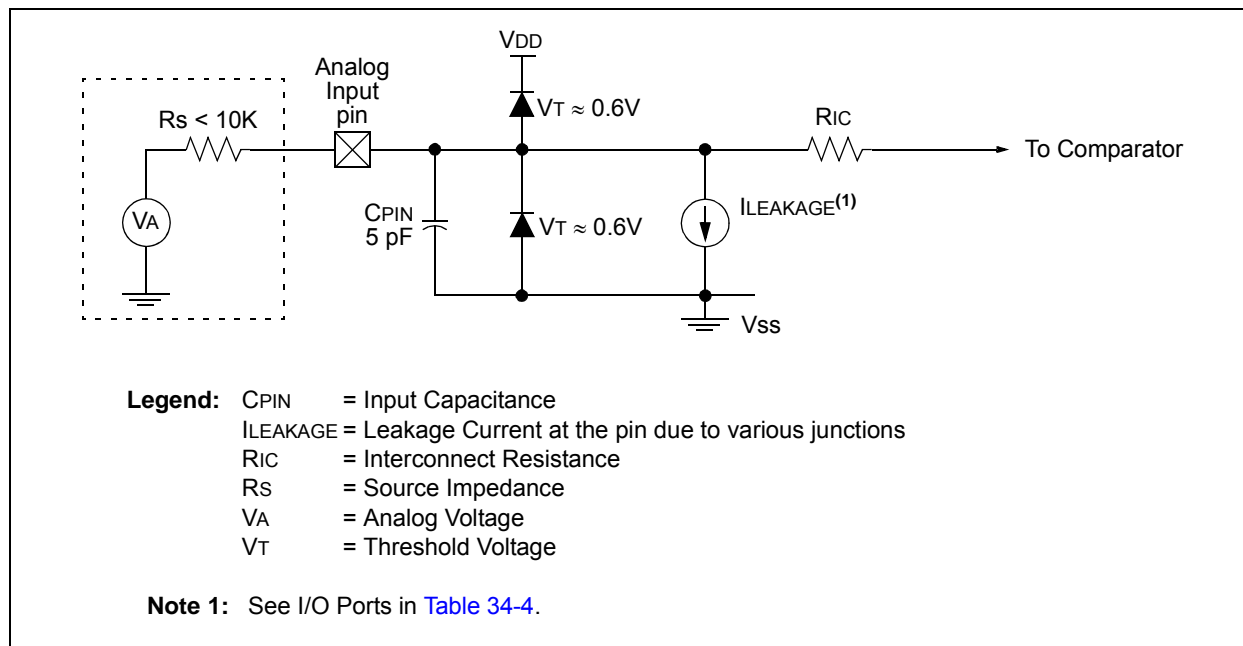 VDD
Analog
Input
pin
Rs < 10K
VT ≈ 0.6V
RIC
To Comparator
VA
CPIN
5 pF
VT ≈ 0.6V
ILEAKAGE(1)
Vss
Legend: CPIN = Input Capacitance
ILEAKAGE = Leakage Current at the pin due to various junctions
RIC = Interconnect Resistance
RS = Source Impedance
VA = Analog Voltage
VT = Threshold Voltage
Note 1: See I/O Ports in Table 34-4.